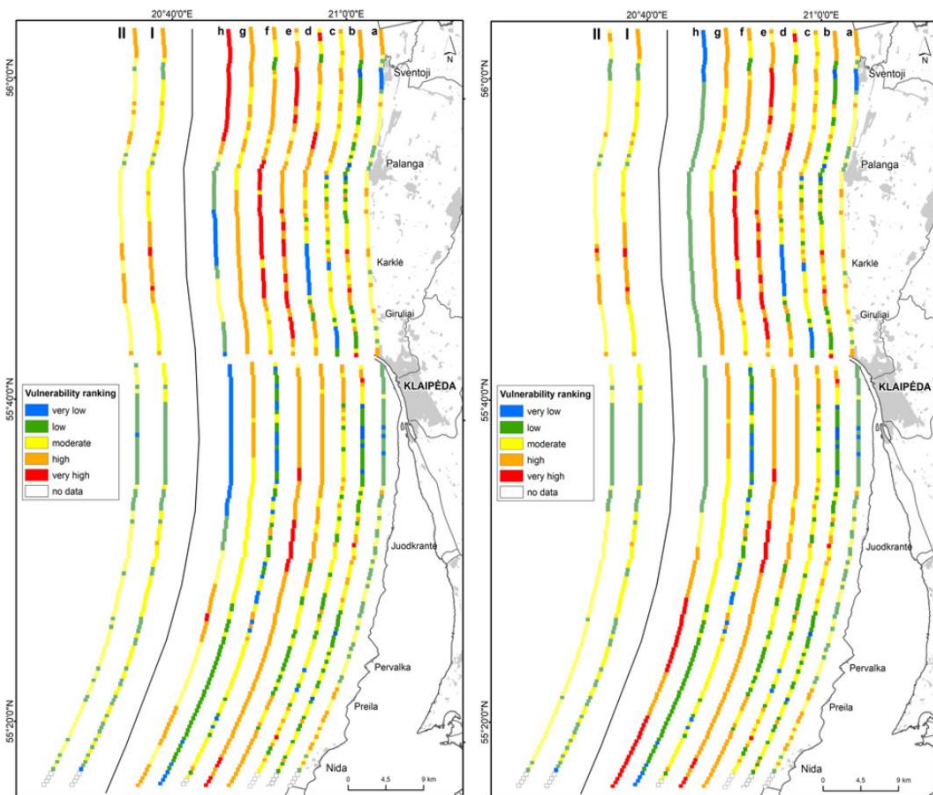 20°40'0"E 21°0'0"E
II I h g f e d c b a
N
Šventoji
56°0'0"N
Palanga
Karklė
Giruliai
KLAIPĖDA
55°40'0"N
Vulnerability ranking
very low
low
moderate
high
very high
no data
Juodkrantė
Pervalka
Preila
55°20'0"N
Nida
0 4,5 9 km
20°40'0"E 21°0'0"E
II I h g f e d c b a
N
Šventoji
56°0'0"N
Palanga
Karklė
Giruliai
KLAIPĖDA
55°40'0"N
Vulnerability ranking
very low
low
moderate
high
very high
no data
Juodkrantė
Pervalka
Preila
55°20'0"N
Nida
0 4,5 9 km